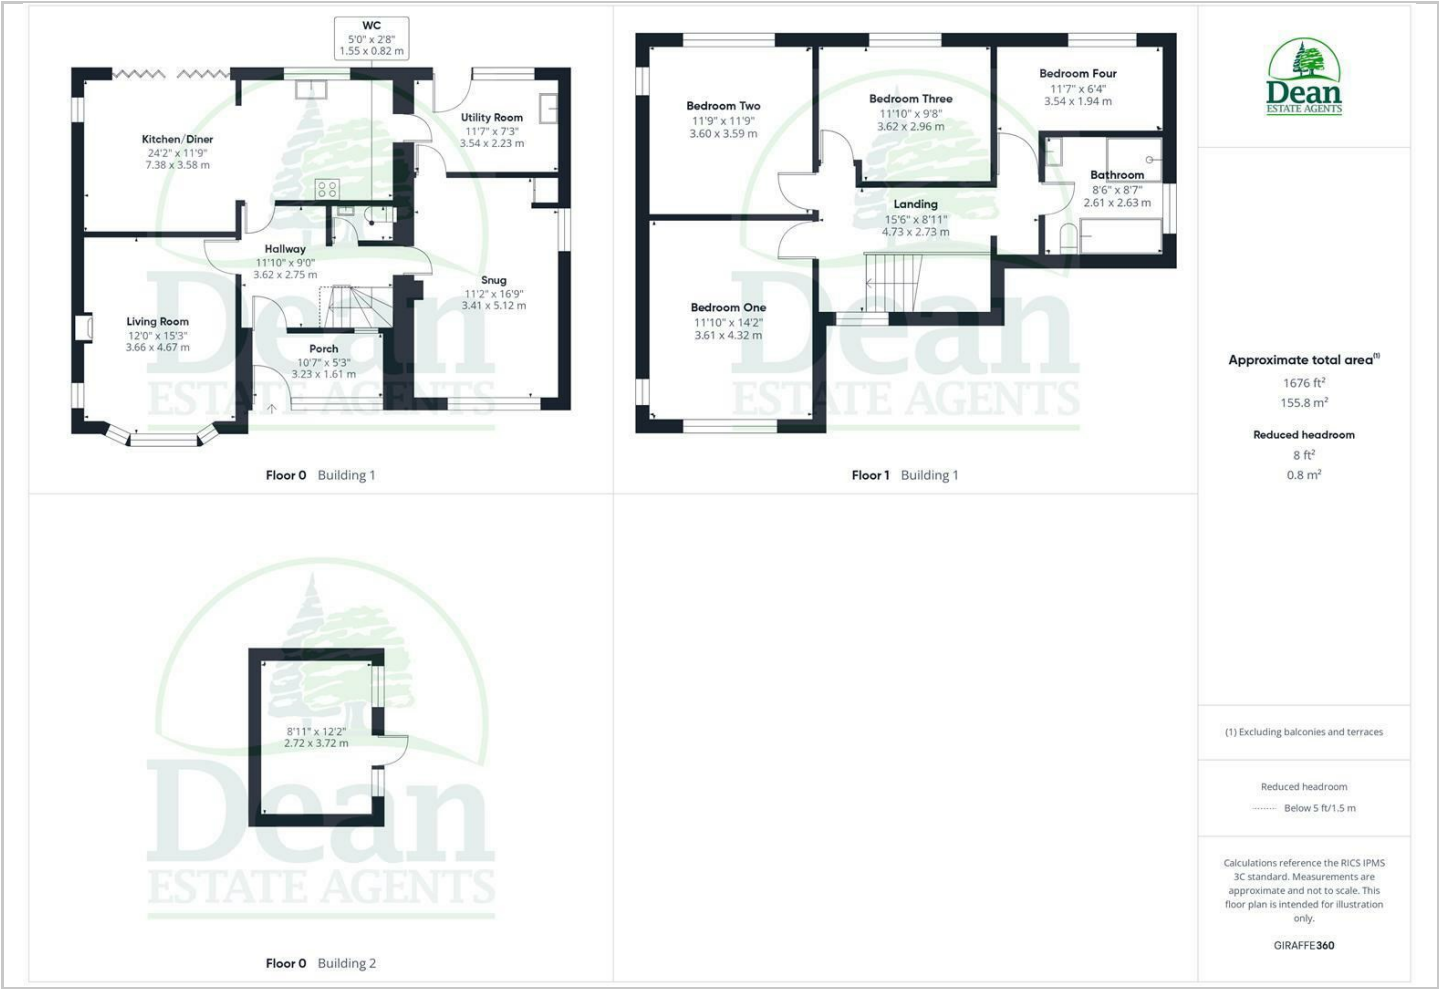 WC
5'0" x 2'8"
1.55 x 0.82 m
Kitchen/Diner
24'2" x 11'9"
7.38 x 3.58 m
Utility Room
11'7" x 7'3"
3.54 x 2.23 m
Hallway
11'10" x 9'0"
3.62 x 2.75 m
Snug
11'2" x 16'9"
3.41 x 5.12 m
Living Room
12'0" x 15'3"
3.66 x 4.67 m
Porch
10'7" x 5'3"
3.23 x 1.61 m
Dean
ESTATE AGENTS
Floor 0 Building 1
Bedroom Two
11'9" x 11'9"
3.60 x 3.59 m
Bedroom Three
11'10" x 9'8"
3.62 x 2.96 m
Bedroom Four
11'7" x 6'4"
3.54 x 1.94 m
Bathroom
8'6" x 8'7"
2.61 x 2.63 m
Landing
15'6" x 8'11"
4.73 x 2.73 m
Bedroom One
11'10" x 14'2"
3.61 x 4.32 m
Dean
ESTATE AGENTS
Floor 1 Building 1
8'11" x 12'2"
2.72 x 3.72 m
Dean
ESTATE AGENTS
Floor 0 Building 2
Dean
ESTATE AGENTS
Approximate total area(1)
1676 ft²
155.8 m²
Reduced headroom
8 ft²
0.8 m²
(1) Excluding balconies and terraces
Reduced headroom
Below 5 ft/1.5 m
Calculations reference the RICS IPMS
3C standard. Measurements are
approximate and not to scale. This
floor plan is intended for illustration
only.
GIRAFFE360